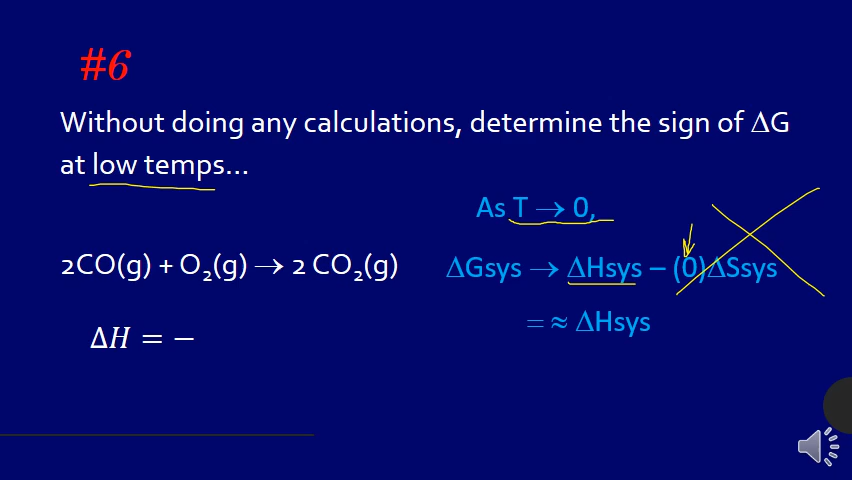 #6
Without doing any calculations, determine the sign of ΔG
at low temps…
As T → 0,
2CO(g) + O₂(g) → 2 CO₂(g)
ΔGsys → ΔHsys – (0)ΔSsys
= ≈ ΔHsys
Δ𝐻 = −